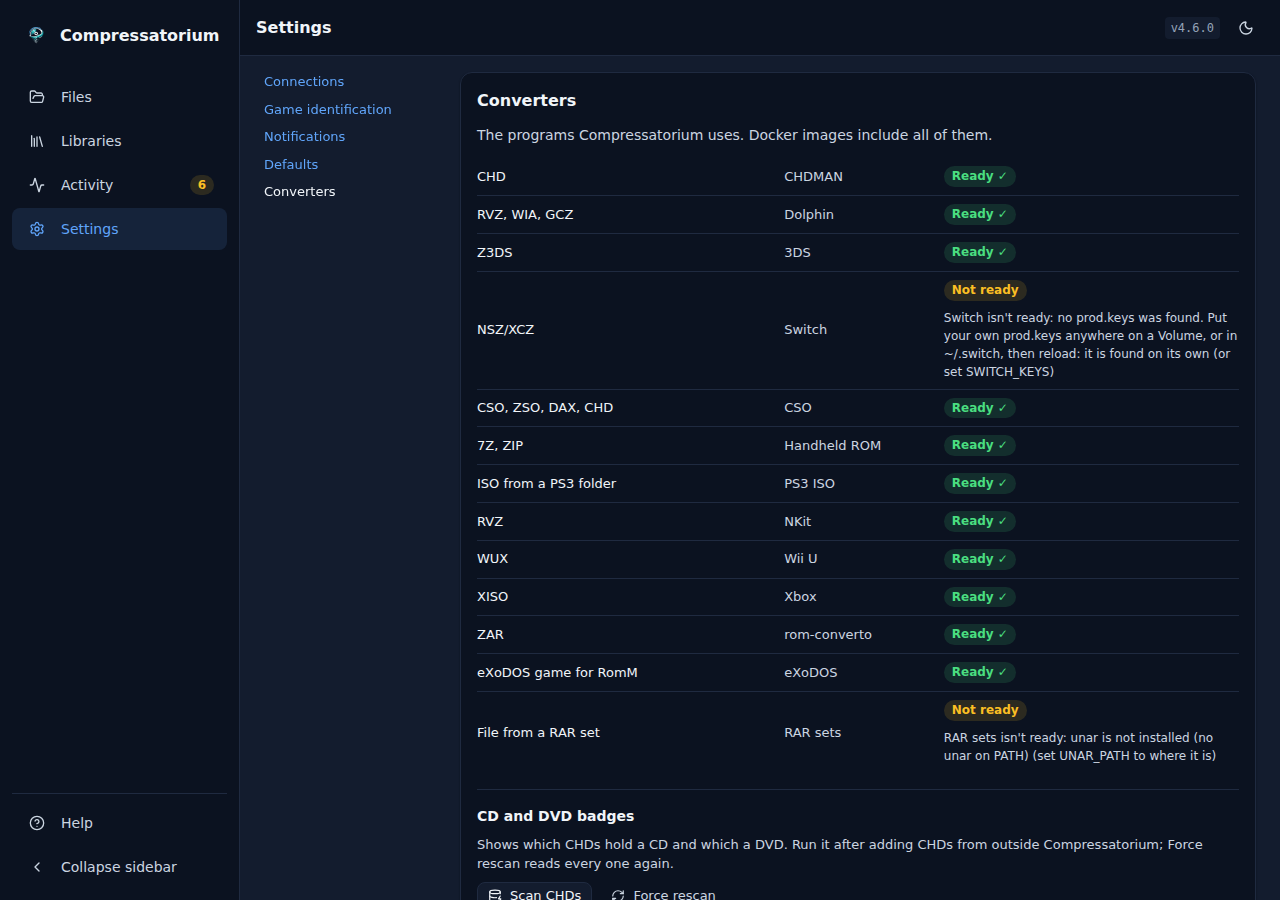 Compressatorium
Settings
v4.6.0
Files
Libraries
Activity
6
Settings
Help
Collapse sidebar
Connections
Game identification
Notifications
Defaults
Converters
Converters
The programs Compressatorium uses. Docker images include all of them.
CHD CHDMAN Ready ✓
RVZ, WIA, GCZ Dolphin Ready ✓
Z3DS 3DS Ready ✓
NSZ/XCZ Switch Not ready
Switch isn't ready: no prod.keys was found. Put
your own prod.keys anywhere on a Volume, or in
~/.switch, then reload: it is found on its own (or
set SWITCH_KEYS)
CSO, ZSO, DAX, CHD CSO Ready ✓
7Z, ZIP Handheld ROM Ready ✓
ISO from a PS3 folder PS3 ISO Ready ✓
RVZ NKit Ready ✓
WUX Wii U Ready ✓
XISO Xbox Ready ✓
ZAR rom-converto Ready ✓
eXoDOS game for RomM eXoDOS Ready ✓
File from a RAR set RAR sets Not ready
RAR sets isn't ready: unar is not installed (no
unar on PATH) (set UNAR_PATH to where it is)
CD and DVD badges
Shows which CHDs hold a CD and which a DVD. Run it after adding CHDs from outside Compressatorium; Force
rescan reads every one again.
Scan CHDs Force rescan